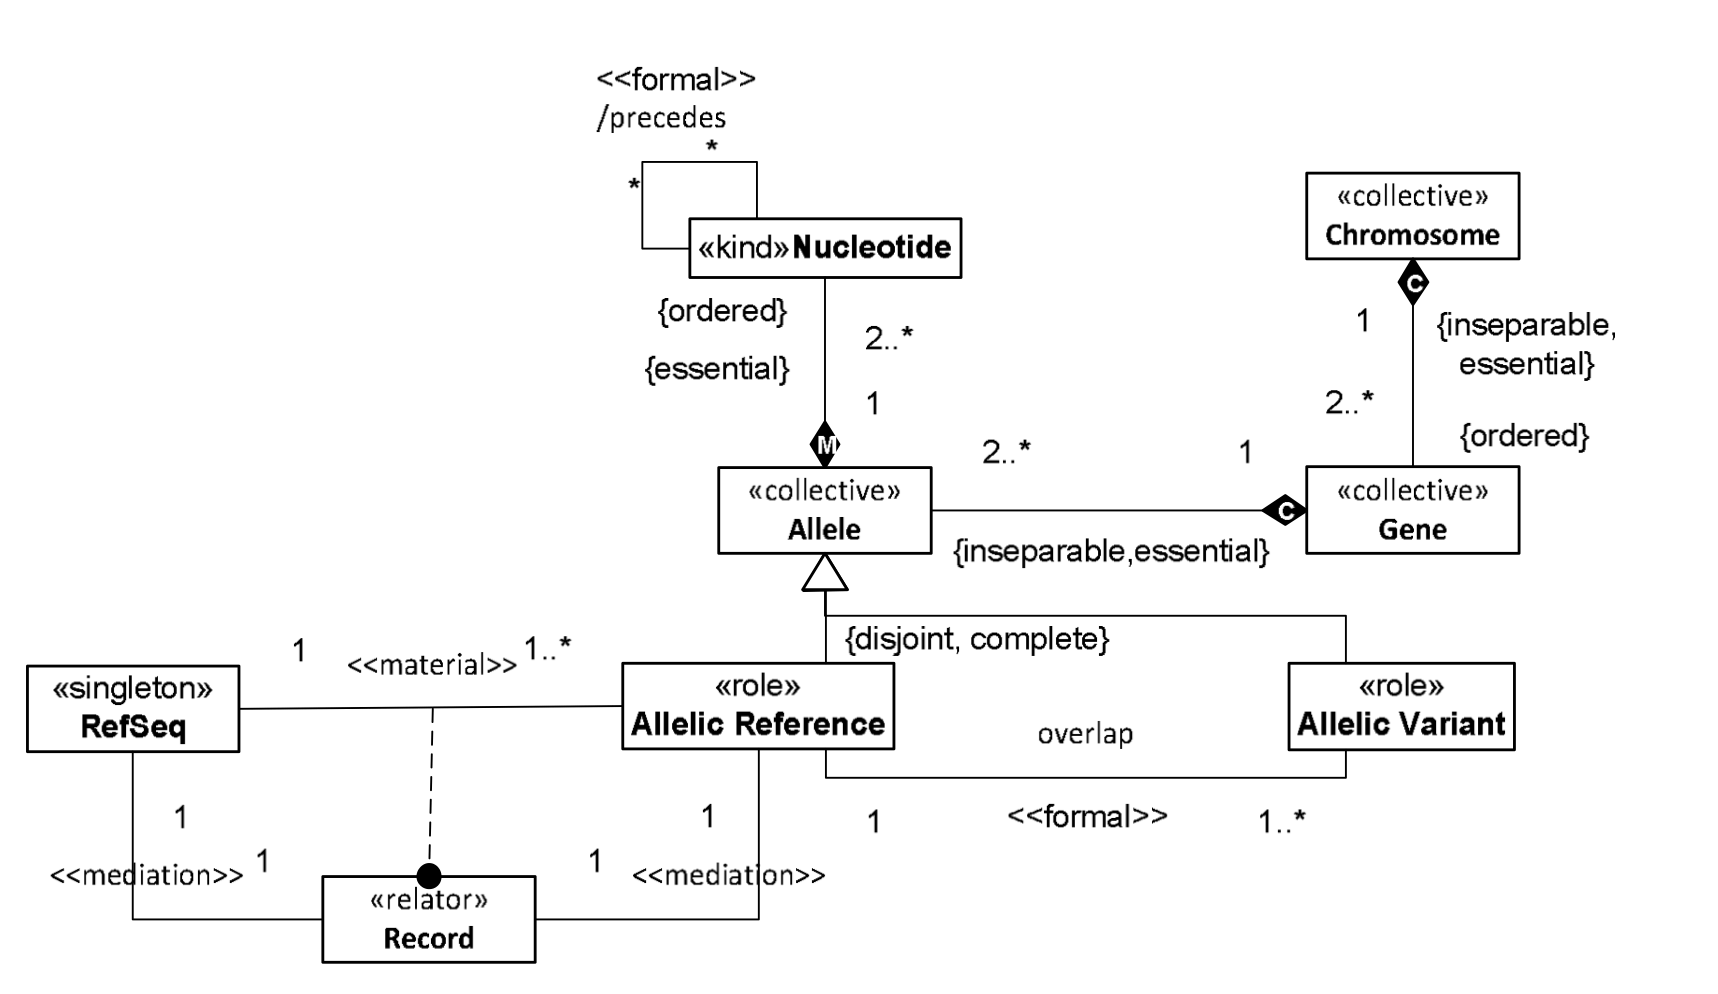 <<formal>>
/precedes
*
*
«kind»Nucleotide
«collective»
Chromosome
C
1
{inseparable,
essential}
2..*
{ordered}
{ordered}
2..*
{essential}
1
M
2..*
1
«collective»
Allele
C
«collective»
Gene
{inseparable,essential}
{disjoint, complete}
1
<<material>>
1..*
«singleton»
RefSeq
«role»
Allelic Reference
«role»
Allelic Variant
overlap
1
1
1
<<formal>>
1..*
<<mediation>>
1
1
<<mediation>>
«relator»
Record